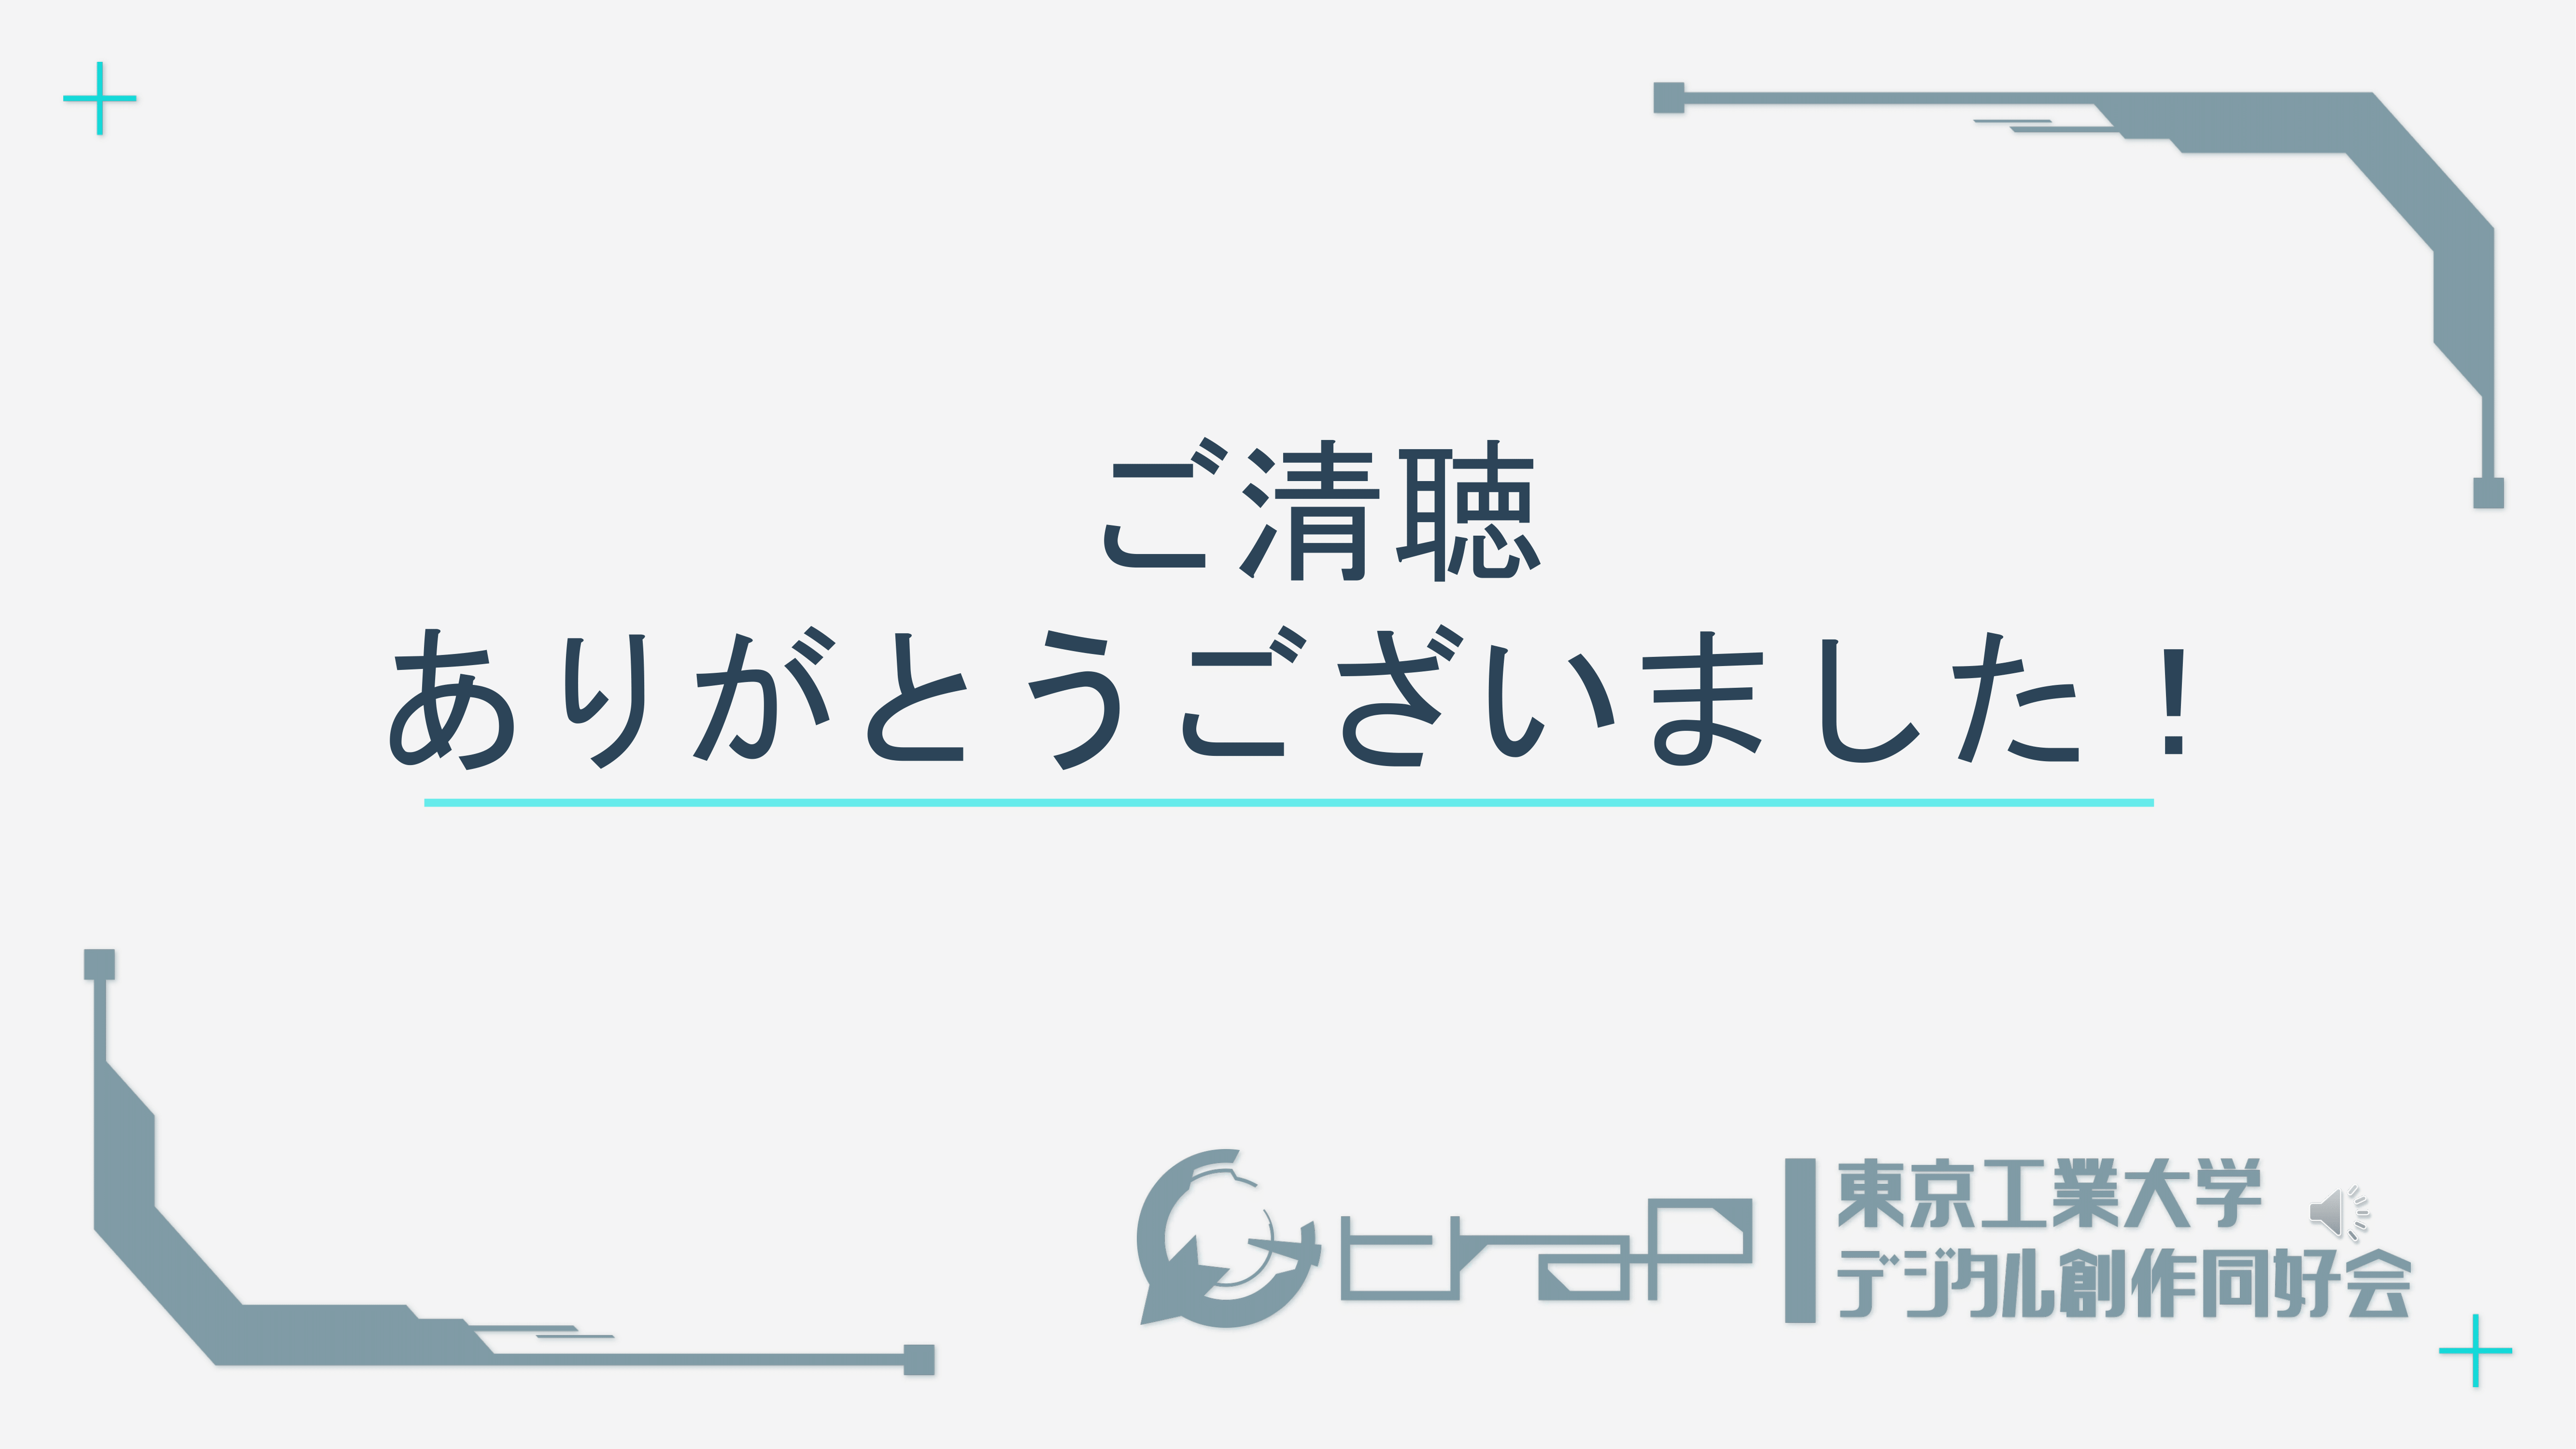 ご清聴
ありがとうございました！
traP
東京工業大学
デジタル創作同好会